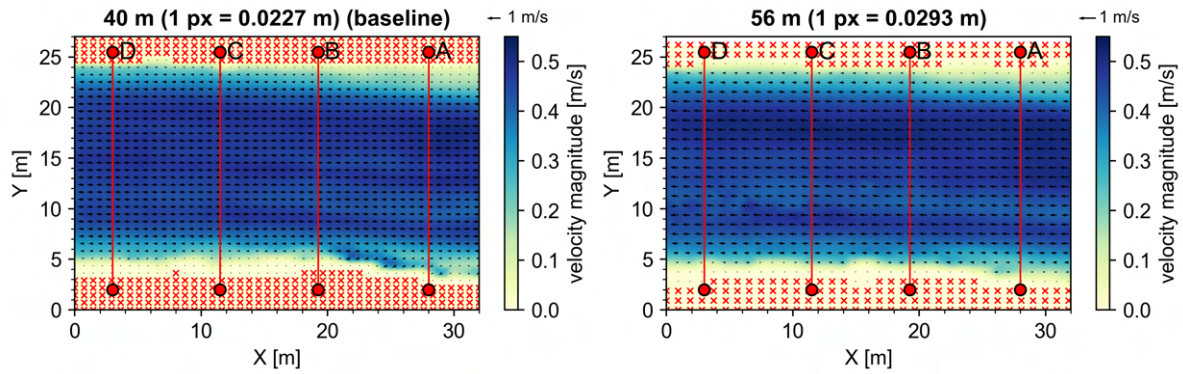 40 m (1 px = 0.0227 m) (baseline)
← 1 m/s
D C B A
25
20
15
10
5
0
Y [m]
0 10 20 30
X [m]
0.5
0.4
0.3
0.2
0.1
0.0
velocity magnitude [m/s]
56 m (1 px = 0.0293 m)
← 1 m/s
D C B A
25
20
15
10
5
0
Y [m]
0 10 20 30
X [m]
0.5
0.4
0.3
0.2
0.1
0.0
velocity magnitude [m/s]